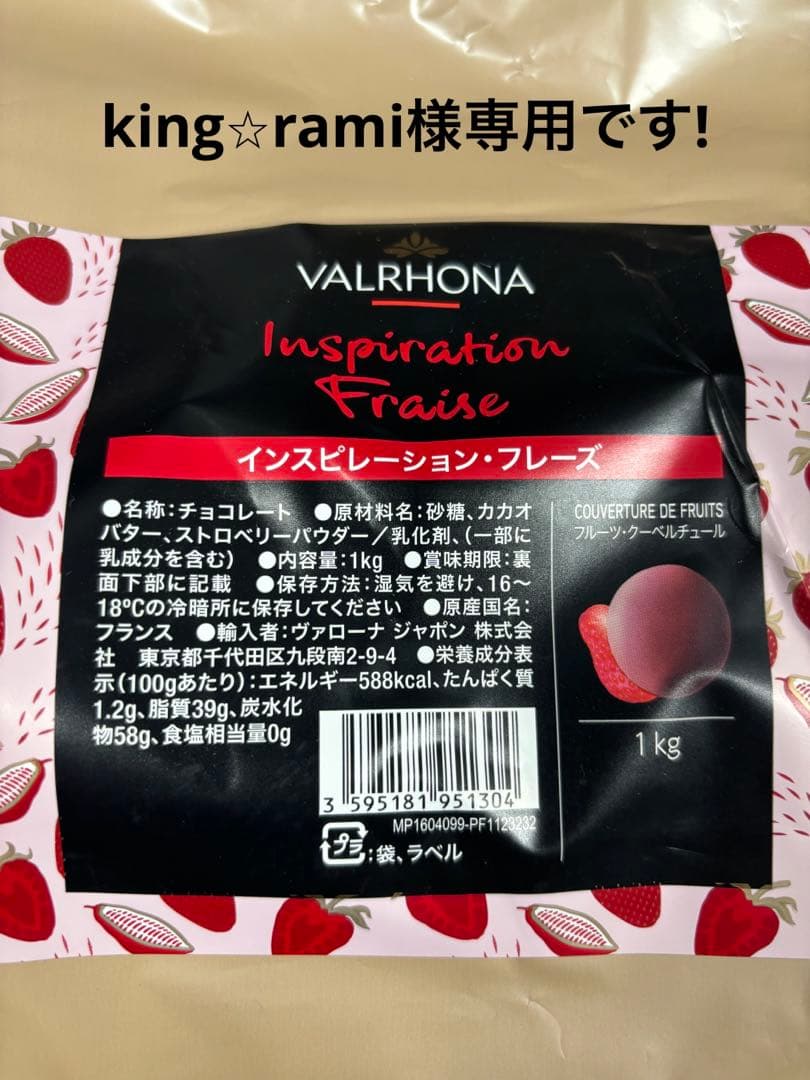 king☆rami様専用です!
VALRHONA
Inspiration
Fraise
インスピレーション・フレーズ
●名称：チョコレート ●原材料名：砂糖、カカオ
バター、ストロベリーパウダー／乳化剤、（一部に
乳成分を含む） ●内容量：1kg ●賞味期限：裏
面下部に記載 ●保存方法：湿気を避け、16〜
18℃の冷暗所に保存してください ●原産国名：
フランス ●輸入者：ヴァローナ ジャポン 株式会
社 東京都千代田区九段南2-9-4 ●栄養成分表
示（100gあたり）：エネルギー588kcal、たんぱく質
1.2g、脂質39g、炭水化
物58g、食塩相当量0g
3 595181 951304
MP1604099-PF1123232
プラ：袋、ラベル
COUVERTURE DE FRUITS
フルーツ・クーベルチュール
1 kg